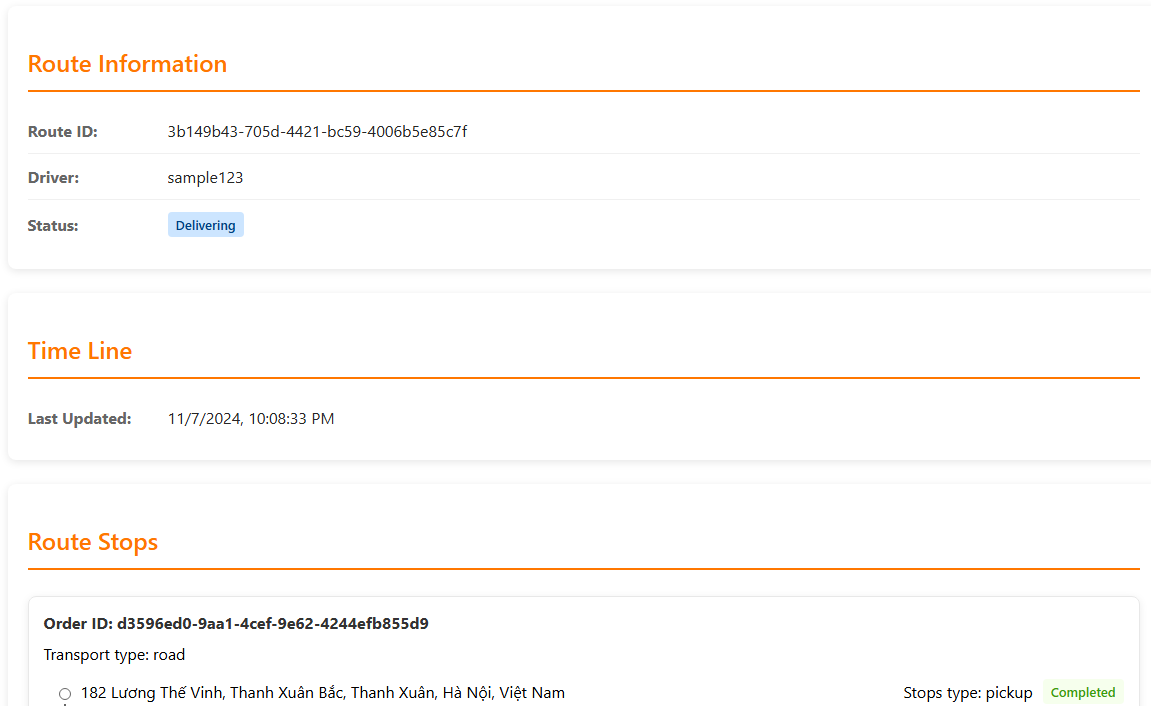 Route Information
Route ID: 3b149b43-705d-4421-bc59-4006b5e85c7f
Driver: sample123
Status: Delivering
Time Line
Last Updated: 11/7/2024, 10:08:33 PM
Route Stops
Order ID: d3596ed0-9aa1-4cef-9e62-4244efb855d9
Transport type: road
182 Lương Thế Vinh, Thanh Xuân Bắc, Thanh Xuân, Hà Nội, Việt Nam Stops type: pickup Completed